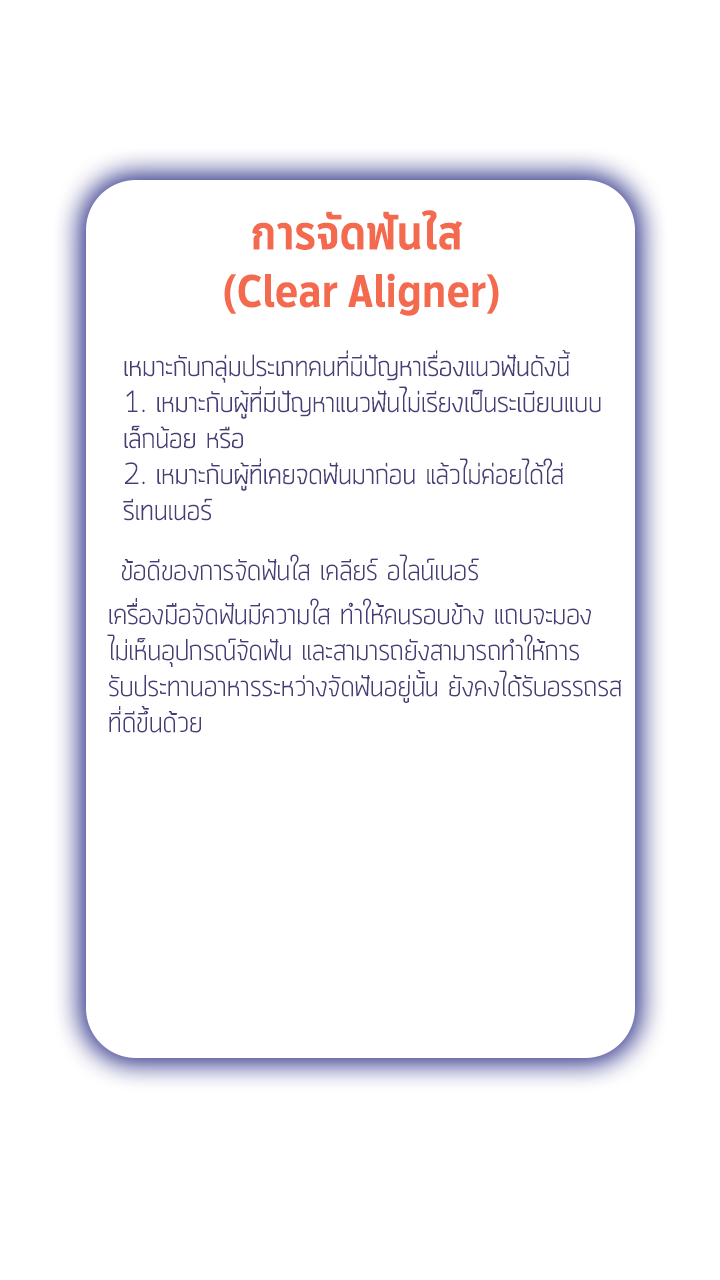 การจัดฟันใส
(Clear Aligner)
เหมาะกับกลุ่มประเภทคนที่มีปัญหาเรื่องแนวฟันดังนี้
1. เหมาะกับผู้ที่มีปัญหาแนวฟันไม่เรียงเป็นระเบียบแบบ
เล็กน้อย หรือ
2. เหมาะกับผู้ที่เคยจดฟันมาก่อน แล้วไม่ค่อยได้ใส่
รีเทนเนอร์
ข้อดีของการจัดฟันใส เคลียร์ อไลน์เนอร์
เครื่องมือจัดฟันมีความใส ทำให้คนรอบข้าง แถบจะมอง
ไม่เห็นอุปกรณ์จัดฟัน และสามารถยังสามารถทำให้การ
รับประทานอาหารระหว่างจัดฟันอยู่นั้น ยังคงได้รับอรรถรส
ที่ดีขึ้นด้วย